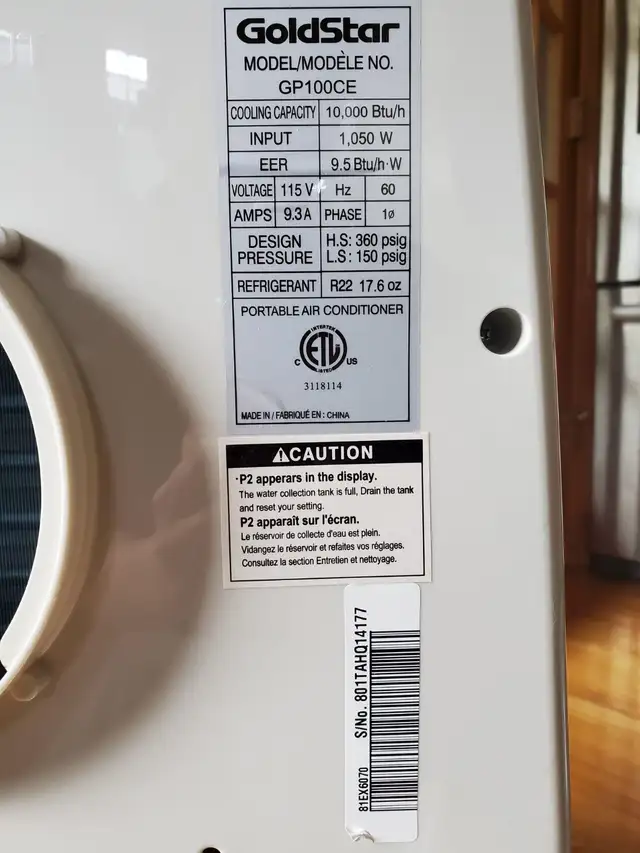 GoldStar
MODEL/MODÈLE NO.
GP100CE
COOLING CAPACITY 10,000 Btu/h
INPUT 1,050 W
EER 9.5 Btu/h·W
VOLTAGE 115 V Hz 60
AMPS 9.3 A PHASE 1ø
DESIGN PRESSURE H.S: 360 psig
L.S: 150 psig
REFRIGERANT R22 17.6 oz
PORTABLE AIR CONDITIONER
INTERTEK
C ETL US
LISTED
3118114
MADE IN / FABRIQUÉ EN : CHINA
⚠CAUTION
·P2 apperars in the display.
The water collection tank is full, Drain the tank
and reset your setting.
P2 apparaît sur l'écran.
Le réservoir de collecte d'eau est plein.
Vidangez le réservoir et refaites vos réglages.
Consultez la section Entretien et nettoyage.
S/No. 801TAHQ14177
81EX6070